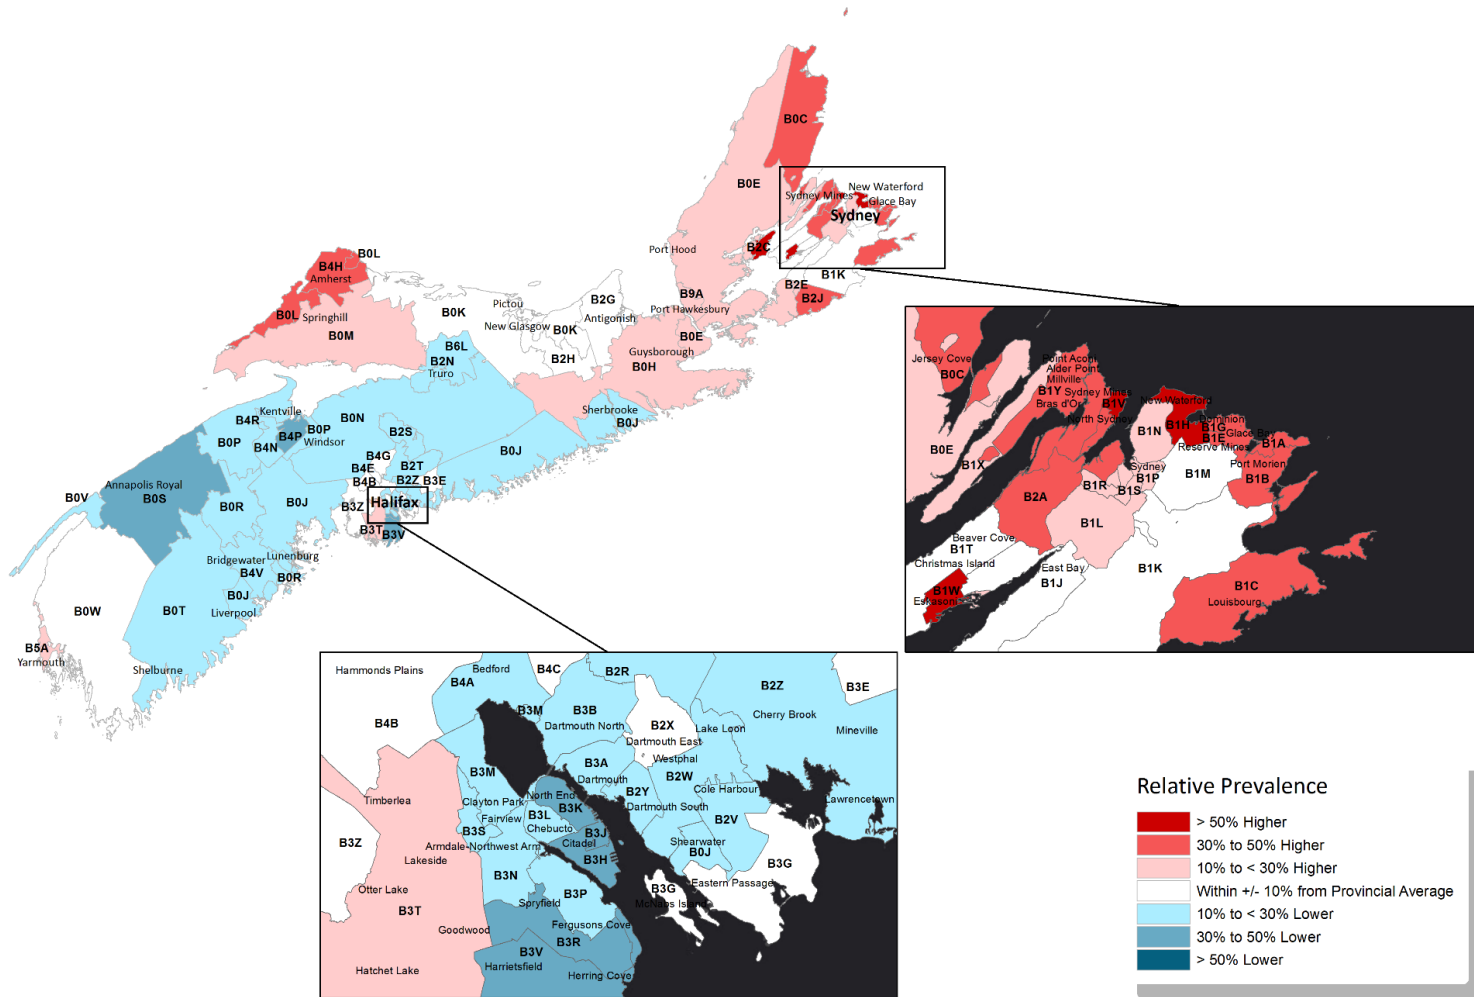 B0C
B0E
New Waterford
Sydney Mines
Glace Bay
Sydney
Port Hood
B2C
B0L
B4H
Amherst
B1K
B2E
B2J
B9A
Port Hawkesbury
B2G
Pictou
Antigonish
B0L
Springhill
B0K
New Glasgow
B0K
B0M
B0E
Guysborough
B2H
B0H
B6L
B2N
Truro
Kentville
Sherbrooke
B4R
B0N
B0J
B0P
B4P
B0P
Windsor
B2S
B4N
B0J
B4G
B4E
B2T
B4B
B2Z
B3E
Annapolis Royal
B0V
B0S
B0R
B0J
B3Z
Halifax
B3T
B3V
Bridgewater
Lunenburg
B4V
B0R
B0J
B0W
B0T
Liverpool
B5A
Yarmouth
Shelburne
Jersey Cove
B0C
Point Aconi
Alder Point
Millville
B1Y
Sydney Mines
Bras d'Or
B1V
North Sydney
New Waterford
B1N
B1H
Dominion
B1G
B1E
Glace Bay
B1A
Reserve Mines
B0E
B1X
Sydney
B1P
B1M
Port Morien
B1B
B2A
B1R
B1S
B1L
Beaver Cove
B1T
Christmas Island
East Bay
B1J
B1K
B1W
Eskasoni
B1C
Louisbourg
Hammonds Plains
Bedford
B4C
B2R
B4A
B2Z
B3E
B3M
B3B
Cherry Brook
B4B
Dartmouth North
B2X
Lake Loon
Mineville
Dartmouth East
Westphal
B3A
B3M
Dartmouth
B2W
North End
B2Y
Cole Harbour
Timberlea
Clayton Park
B3K
Dartmouth South
Lawrencetown
Fairview
B3L
B2V
B3S
Chebucto
B3J
B3Z
Armdale-Northwest Arm
Citadel
Shearwater
B0J
Lakeside
B3H
B3G
B3N
Otter Lake
B3P
B3G
Eastern Passage
B3T
Spryfield
McNabs Island
Goodwood
Fergusons Cove
B3R
B3V
Hatchet Lake
Harrietsfield
Herring Cove
Relative Prevalence
> 50% Higher
30% to 50% Higher
10% to < 30% Higher
Within +/- 10% from Provincial Average
10% to < 30% Lower
30% to 50% Lower
> 50% Lower